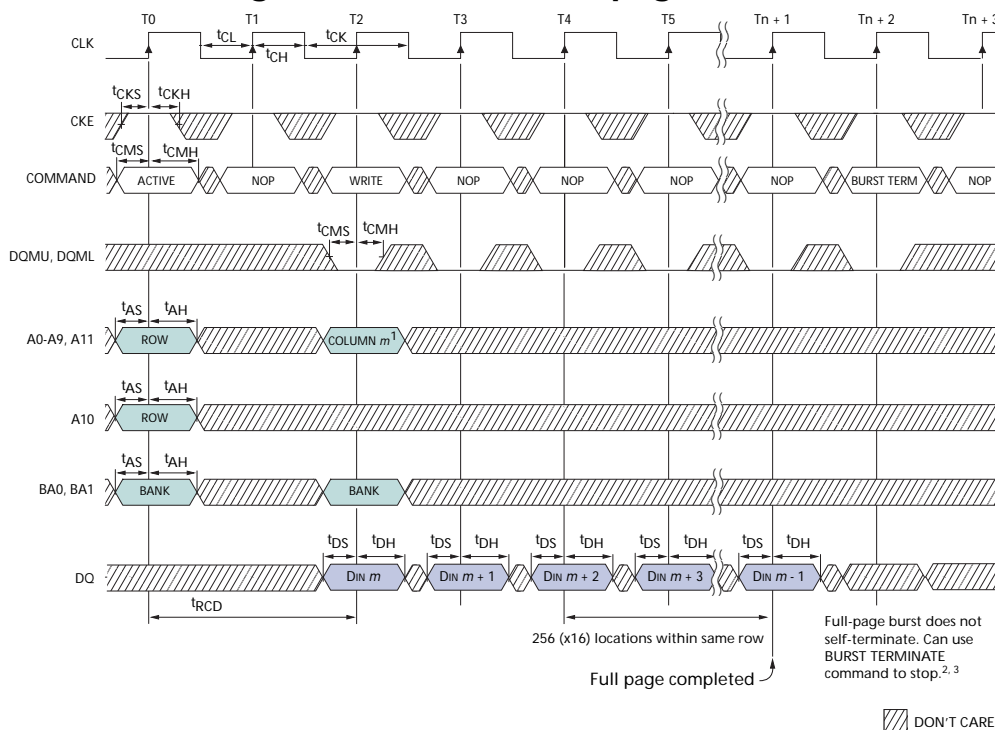 T0 T1 T2 T3 T4 T5 Tn + 1 Tn + 2 Tn + 3
CLK
tCL tCK
tCH
tCKS tCKH
CKE
tCMS tCMH
COMMAND ACTIVE NOP WRITE NOP NOP NOP NOP BURST TERM NOP
tCMS tCMH
DQMU, DQML
tAS tAH
A0-A9, A11 ROW COLUMN m1
tAS tAH
A10 ROW
tAS tAH
BA0, BA1 BANK BANK
tDS tDH tDS tDH tDS tDH tDS tDH tDS tDH
DQ DIN m DIN m + 1 DIN m + 2 DIN m + 3 DIN m - 1
tRCD
256 (x16) locations within same row
Full page completed
Full-page burst does not
self-terminate. Can use
BURST TERMINATE
command to stop.2, 3
DON'T CARE